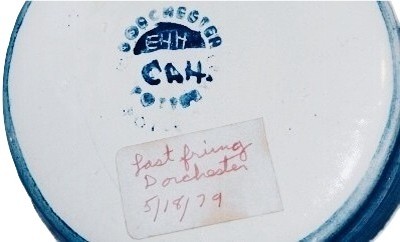 DORCHESTER
EHH
CAH.
POTTERY
Last firing
Dorchester
5/18/79